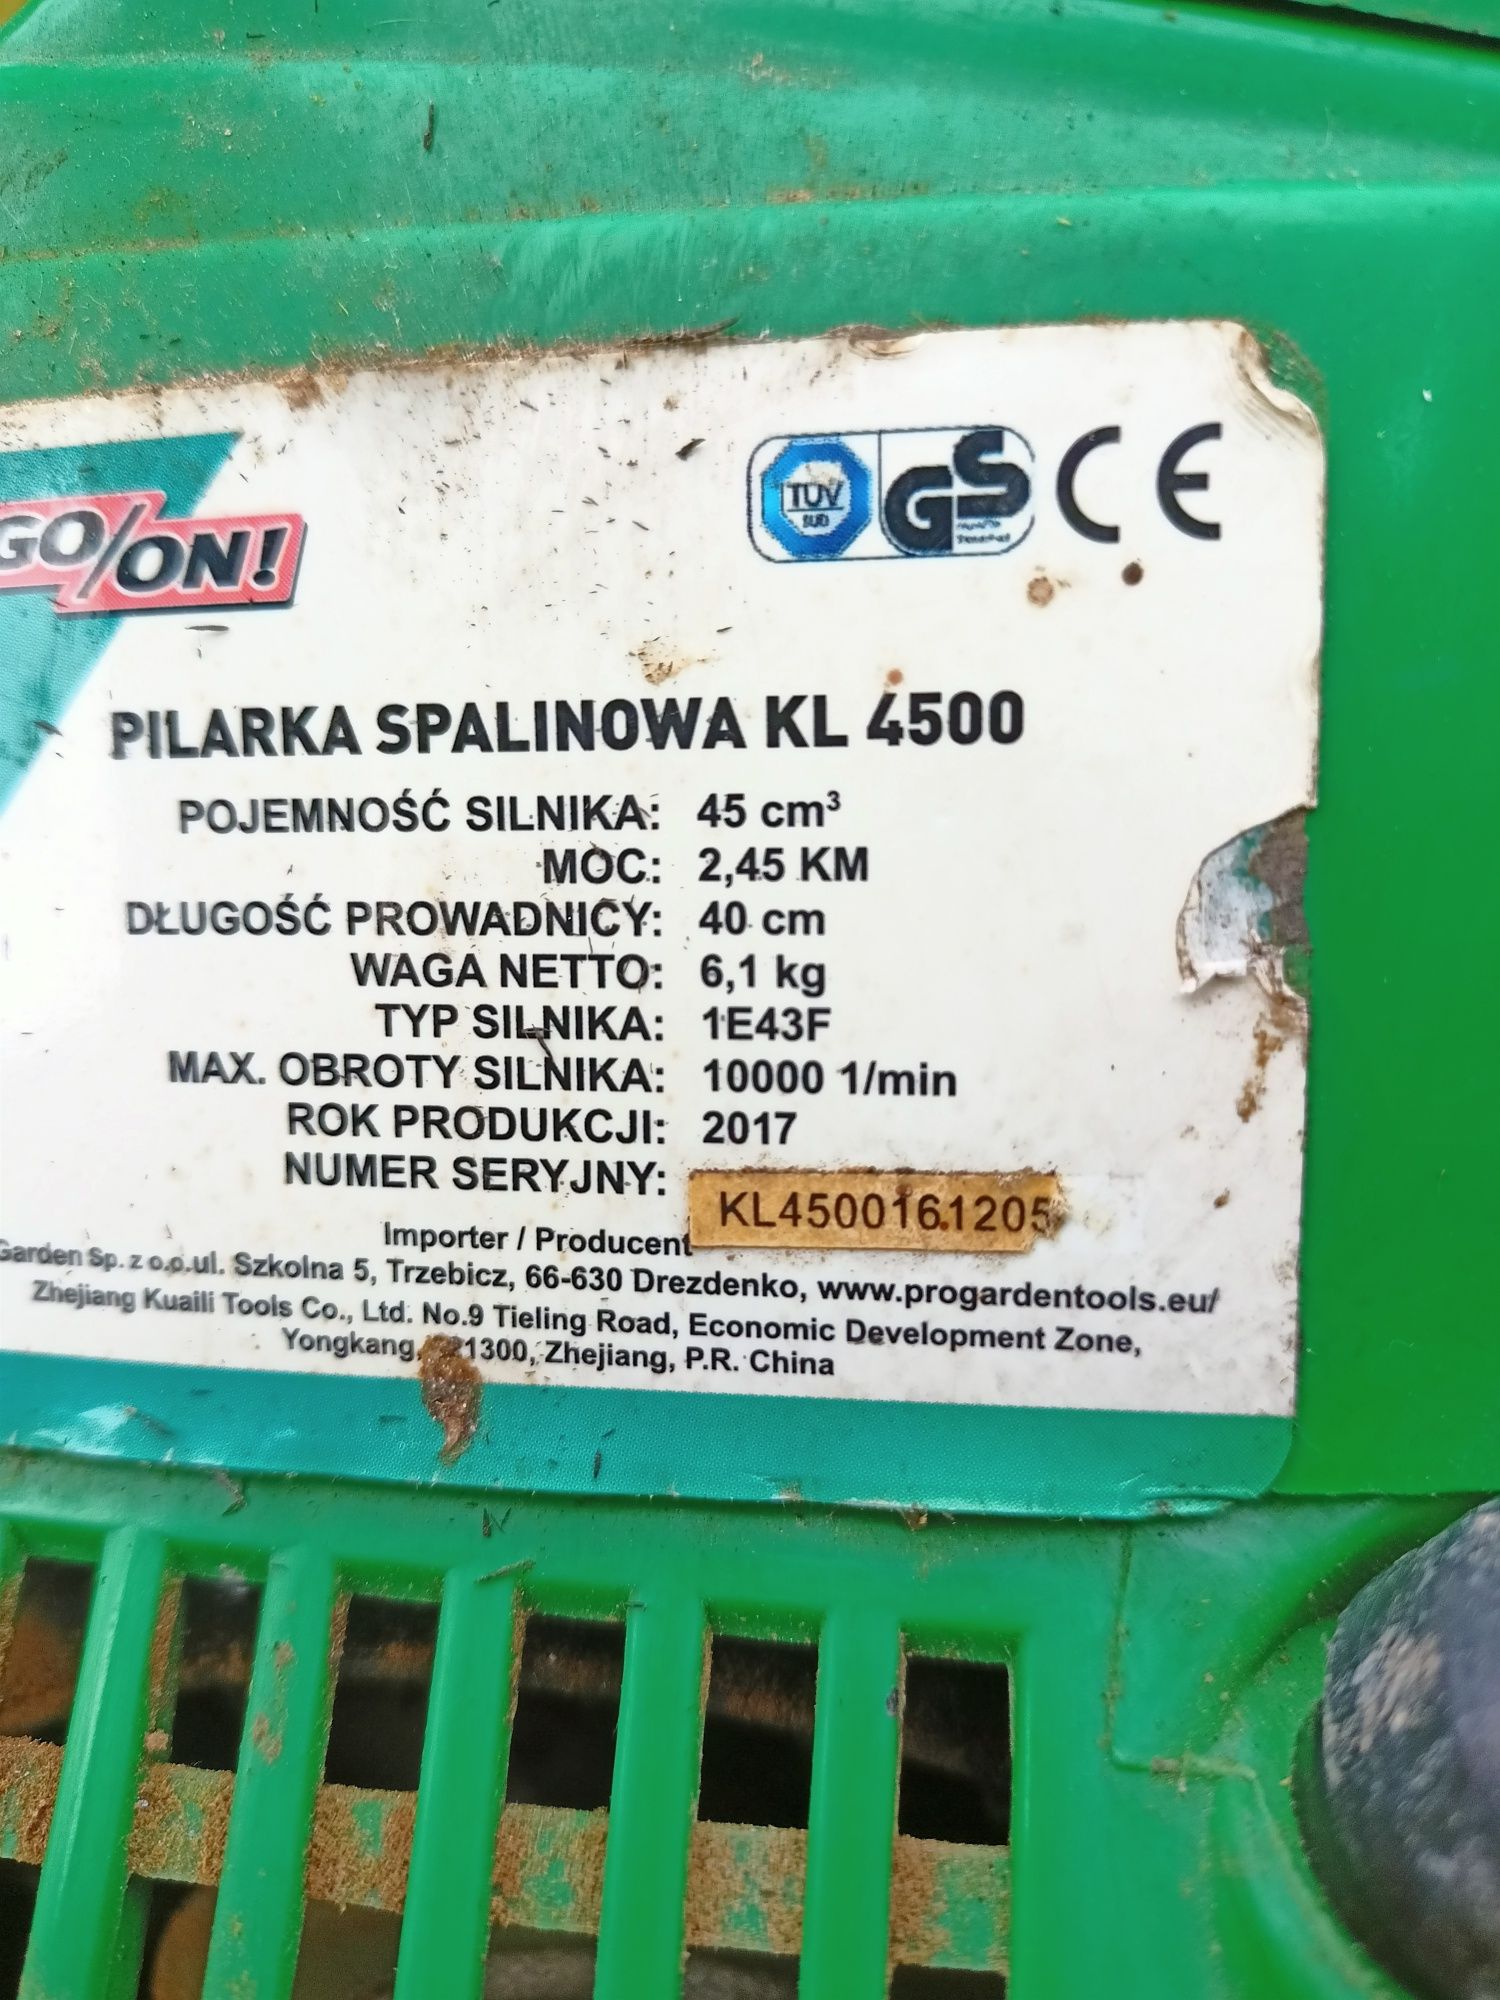 TÜV
SÜD
GS
CE
GO/ON!
PILARKA SPALINOWA KL 4500
POJEMNOŚĆ SILNIKA: 45 cm³
MOC: 2,45 KM
DŁUGOŚĆ PROWADNICY: 40 cm
WAGA NETTO: 6,1 kg
TYP SILNIKA: 1E43F
MAX. OBROTY SILNIKA: 10000 1/min
ROK PRODUKCJI: 2017
NUMER SERYJNY: KL4500161205
Importer / Producent
Garden Sp. z o.o.ul. Szkolna 5, Trzebicz, 66-630 Drezdenko, www.progardentools.eu/
Zhejiang Kuaili Tools Co., Ltd. No.9 Tieling Road, Economic Development Zone,
Yongkang, 1300, Zhejiang, P.R. China